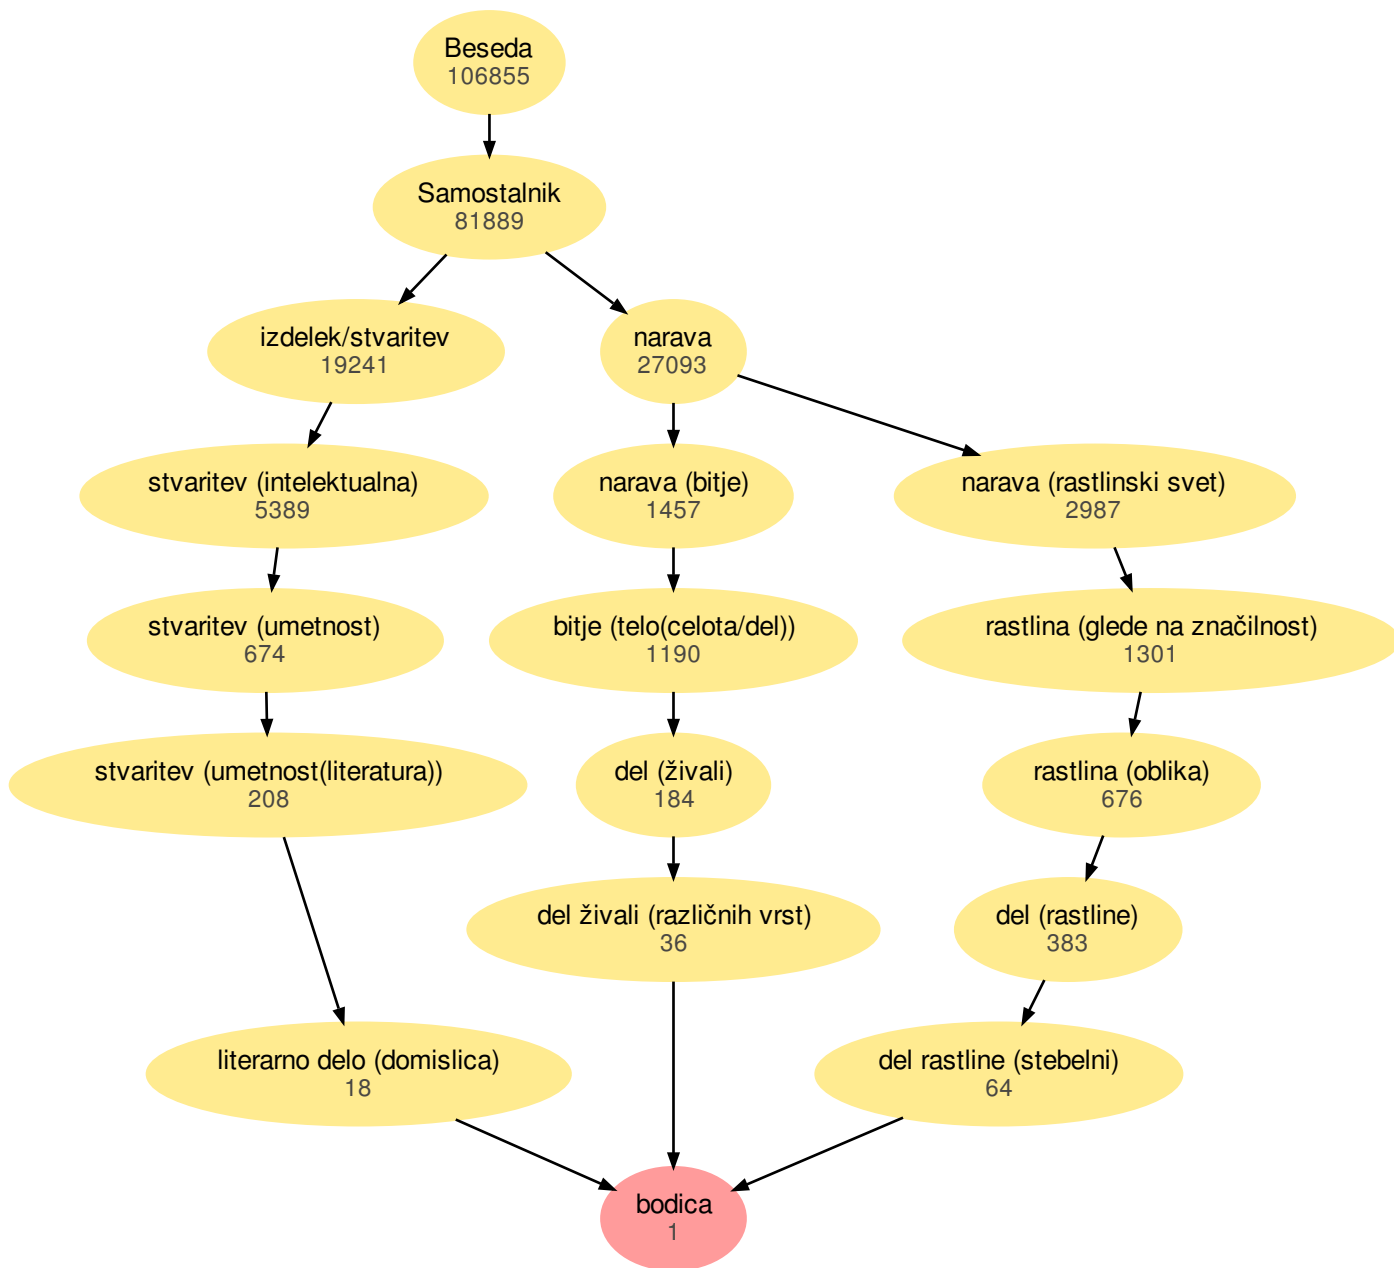 Beseda
106855
Samostalnik
81889
izdelek/stvaritev
19241
narava
27093
stvaritev (intelektualna)
5389
narava (bitje)
1457
narava (rastlinski svet)
2987
stvaritev (umetnost)
674
bitje (telo(celota/del))
1190
rastlina (glede na značilnost)
1301
stvaritev (umetnost(literatura))
208
del (živali)
184
rastlina (oblika)
676
del živali (različnih vrst)
36
del (rastline)
383
literarno delo (domislica)
18
del rastline (stebelni)
64
bodica
1